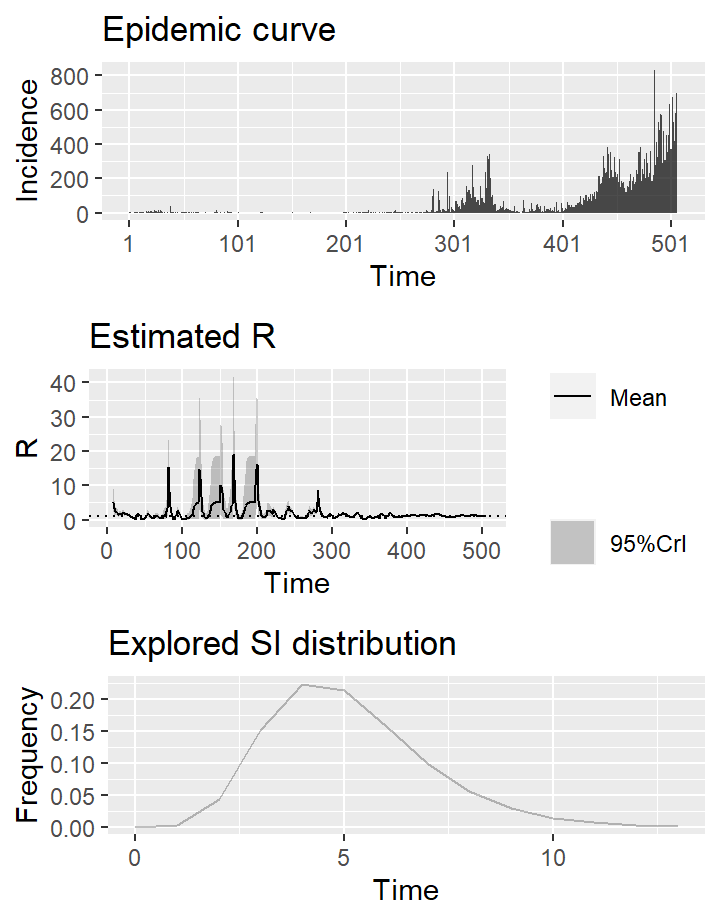 Epidemic curve
Incidence
800
600
400
200
0
1 101 201 301 401 501
Time
Estimated R
R
40
30
20
10
0
0 100 200 300 400 500
Time
Mean
95%CrI
Explored SI distribution
Frequency
0.20
0.15
0.10
0.05
0.00
0 5 10
Time